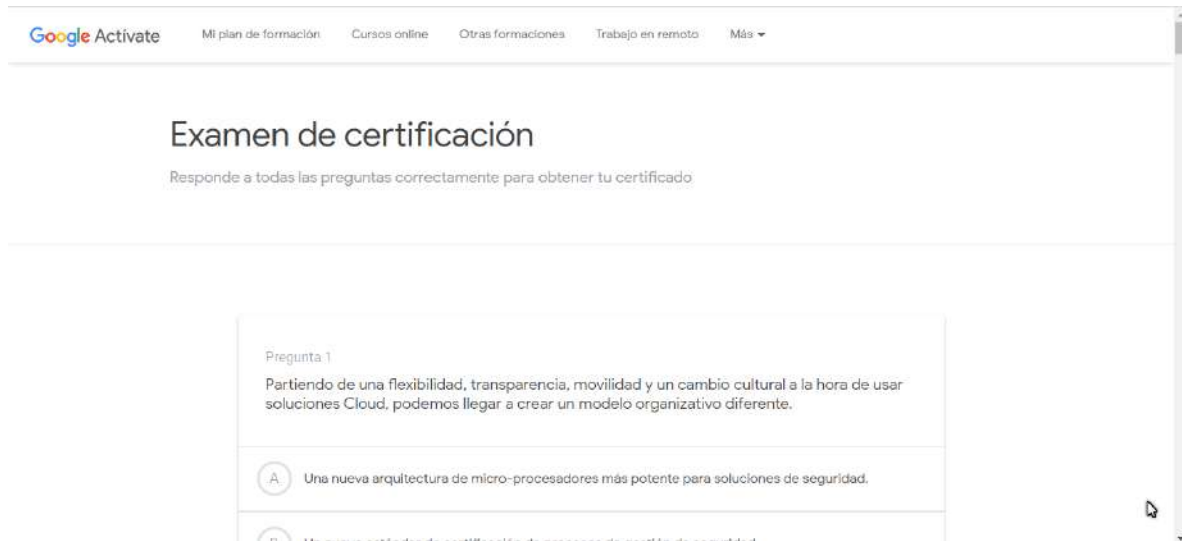 Google Actívate
Mi plan de formación Cursos online Otras formaciones Trabajo en remoto Más
Examen de certificación
Responde a todas las preguntas correctamente para obtener tu certificado
Pregunta 1
Partiendo de una flexibilidad, transparencia, movilidad y un cambio cultural a la hora de usar
soluciones Cloud, podemos llegar a crear un modelo organizativo diferente.
A Una nueva arquitectura de micro-procesadores más potente para soluciones de seguridad.